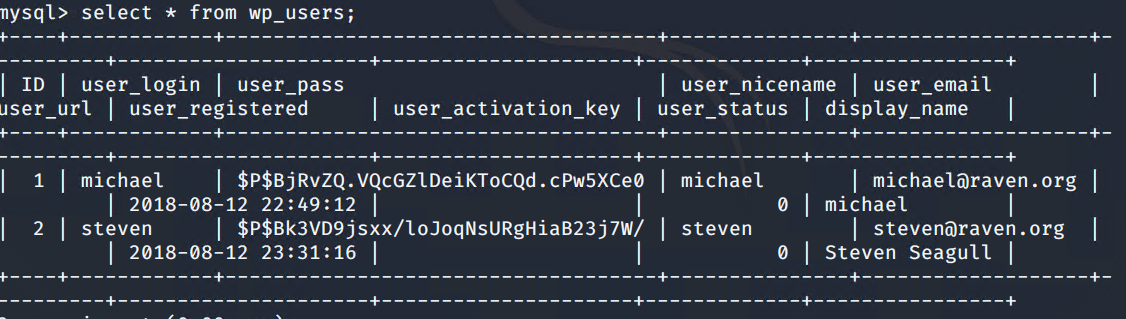 mysql> select * from wp_users;
+----+------------+----------------------------------+---------------+-------------------+-
---------+---------------------+---------------------+-------------+----------------+
| ID | user_login | user_pass | user_nicename | user_email |
user_url | user_registered | user_activation_key | user_status | display_name |
+----+------------+----------------------------------+---------------+-------------------+-
---------+---------------------+---------------------+-------------+----------------+
| 1 | michael | $P$BjRvZQ.VQcGZlDeiKToCQd.cPw5XCe0 | michael | michael@raven.org |
| 2018-08-12 22:49:12 | | 0 | michael |
| 2 | steven | $P$Bk3VD9jsxx/loJoqNsURgHiaB23j7W/ | steven | steven@raven.org |
| 2018-08-12 23:31:16 | | 0 | Steven Seagull |
+----+------------+----------------------------------+---------------+-------------------+-
---------+---------------------+---------------------+-------------+----------------+